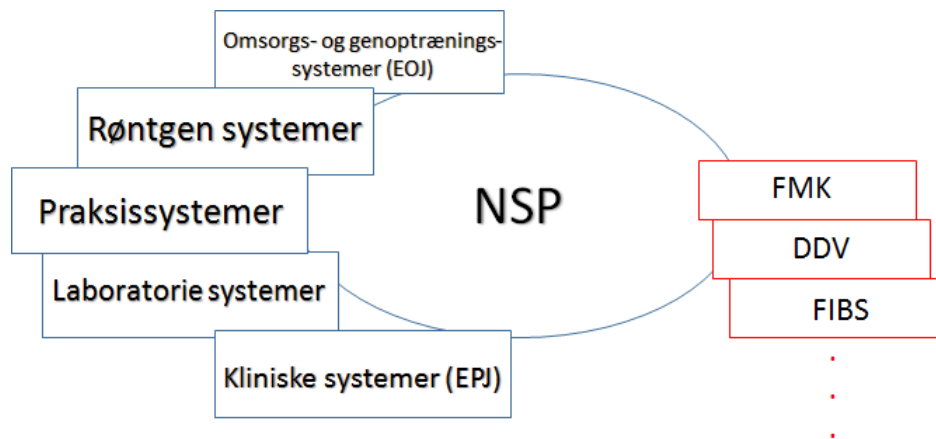 Omsorgs- og genoptrænings-
systemer (EOJ)
Røntgen systemer
Praksissystemer
Laboratorie systemer
Kliniske systemer (EPJ)
NSP
FMK
DDV
FIBS